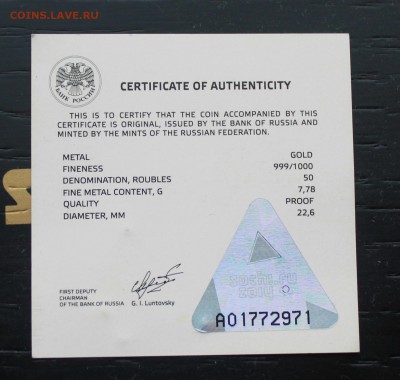 COINS.LAVE.RU
БАНК РОССИИ
CERTIFICATE OF AUTHENTICITY
THIS IS TO CERTIFY THAT THE COIN ACCOMPANIED BY THIS
CERTIFICATE IS ORIGINAL, ISSUED BY THE BANK OF RUSSIA AND
MINTED BY THE MINTS OF THE RUSSIAN FEDERATION.
METAL GOLD
FINENESS 999/1000
DENOMINATION, ROUBLES 50
FINE METAL CONTENT, G 7,78
QUALITY PROOF
DIAMETER, MM 22,6
sochi.ru
2014
A01772971
FIRST DEPUTY
CHAIRMAN
OF THE BANK OF RUSSIA G. I. Luntovsky